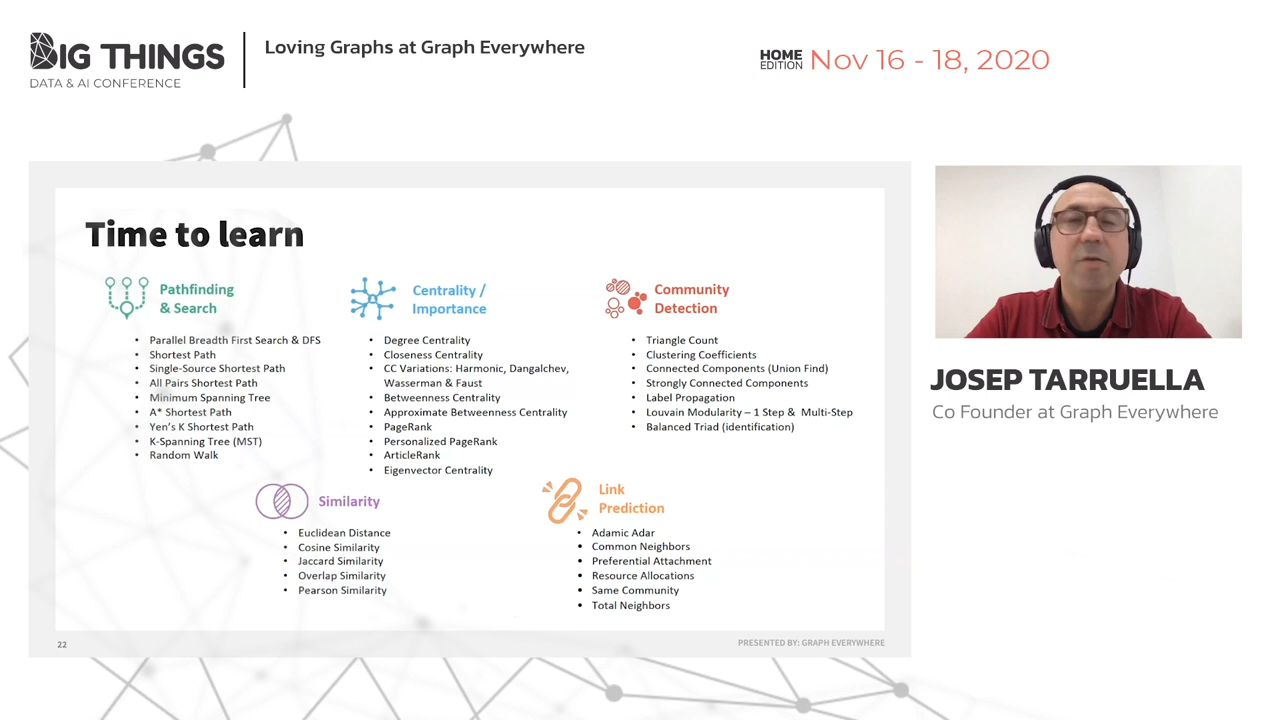 BIG THINGS
DATA & AI CONFERENCE
Loving Graphs at Graph Everywhere
HOME
EDITION
Nov 16 - 18, 2020
Time to learn
Pathfinding
& Search
• Parallel Breadth First Search & DFS
• Shortest Path
• Single-Source Shortest Path
• All Pairs Shortest Path
• Minimum Spanning Tree
• A* Shortest Path
• Yen's K Shortest Path
• K-Spanning Tree (MST)
• Random Walk
Centrality /
Importance
• Degree Centrality
• Closeness Centrality
• CC Variations: Harmonic, Dangalchev,
Wasserman & Faust
• Betweenness Centrality
• Approximate Betweenness Centrality
• PageRank
• Personalized PageRank
• ArticleRank
• Eigenvector Centrality
Community
Detection
• Triangle Count
• Clustering Coefficients
• Connected Components (Union Find)
• Strongly Connected Components
• Label Propagation
• Louvain Modularity – 1 Step & Multi-Step
• Balanced Triad (identification)
Similarity
• Euclidean Distance
• Cosine Similarity
• Jaccard Similarity
• Overlap Similarity
• Pearson Similarity
Link
Prediction
• Adamic Adar
• Common Neighbors
• Preferential Attachment
• Resource Allocations
• Same Community
• Total Neighbors
22
PRESENTED BY: GRAPH EVERYWHERE
JOSEP TARRUELLA
Co Founder at Graph Everywhere